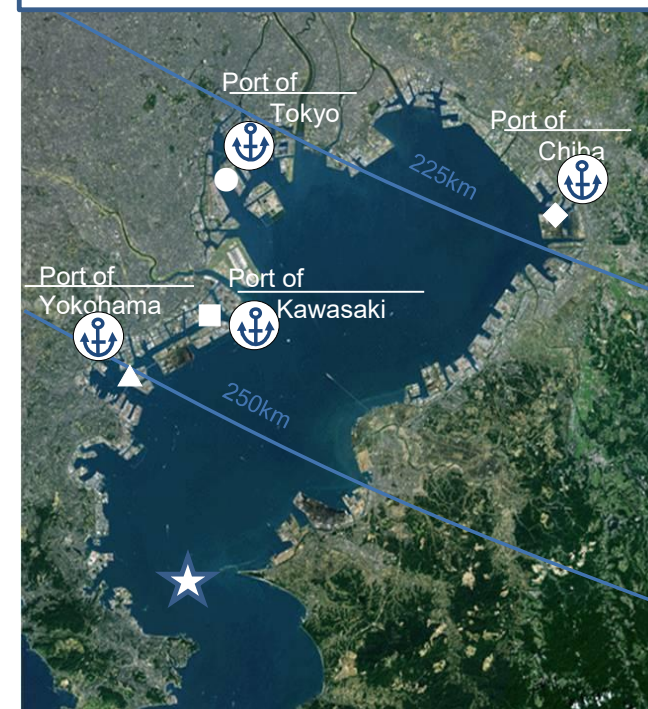 Port of
Tokyo
Port of
Chiba
225km
Port of
Yokohama
Port of
Kawasaki
250km